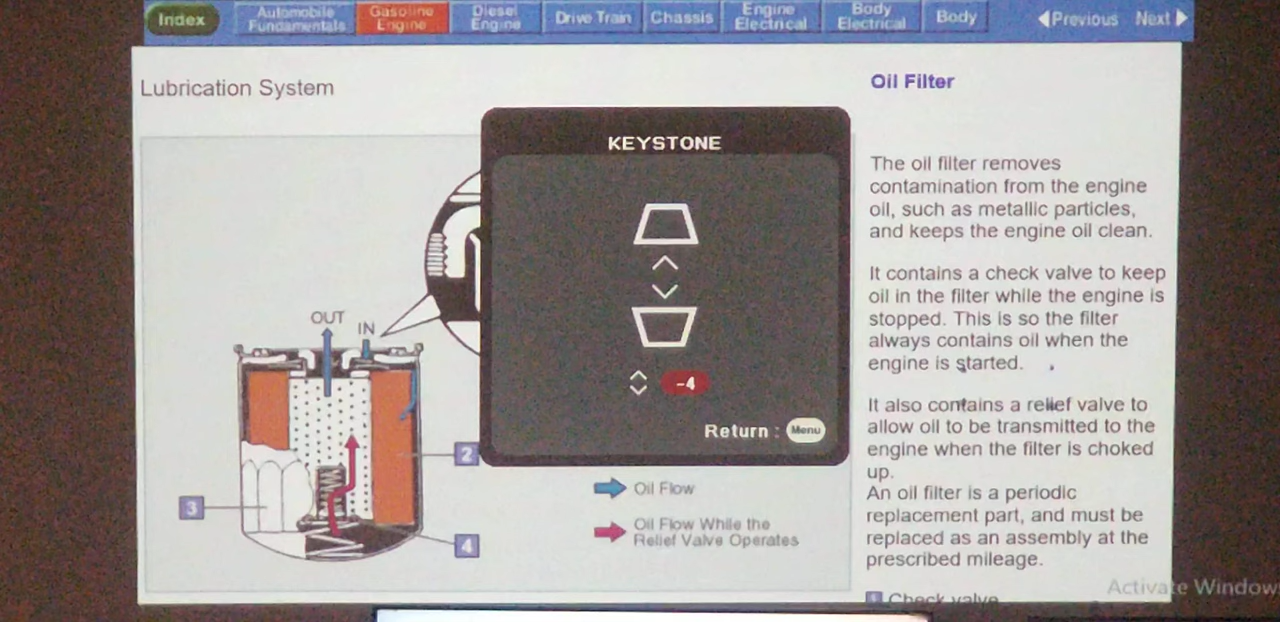 Index
Automobile
Fundamentals
Gasoline
Engine
Diesel
Engine
Drive Train
Chassis
Engine
Electrical
Body
Electrical
Body
Previous
Next
Lubrication System
Oil Filter
KEYSTONE
-4
Return : Menu
OUT
IN
2
3
4
Oil Flow
Oil Flow While the
Relief Valve Operates
The oil filter removes
contamination from the engine
oil, such as metallic particles,
and keeps the engine oil clean.
It contains a check valve to keep
oil in the filter while the engine is
stopped. This is so the filter
always contains oil when the
engine is started.
It also contains a relief valve to
allow oil to be transmitted to the
engine when the filter is choked
up.
An oil filter is a periodic
replacement part, and must be
replaced as an assembly at the
prescribed mileage.
1 Check valve
Activate Window